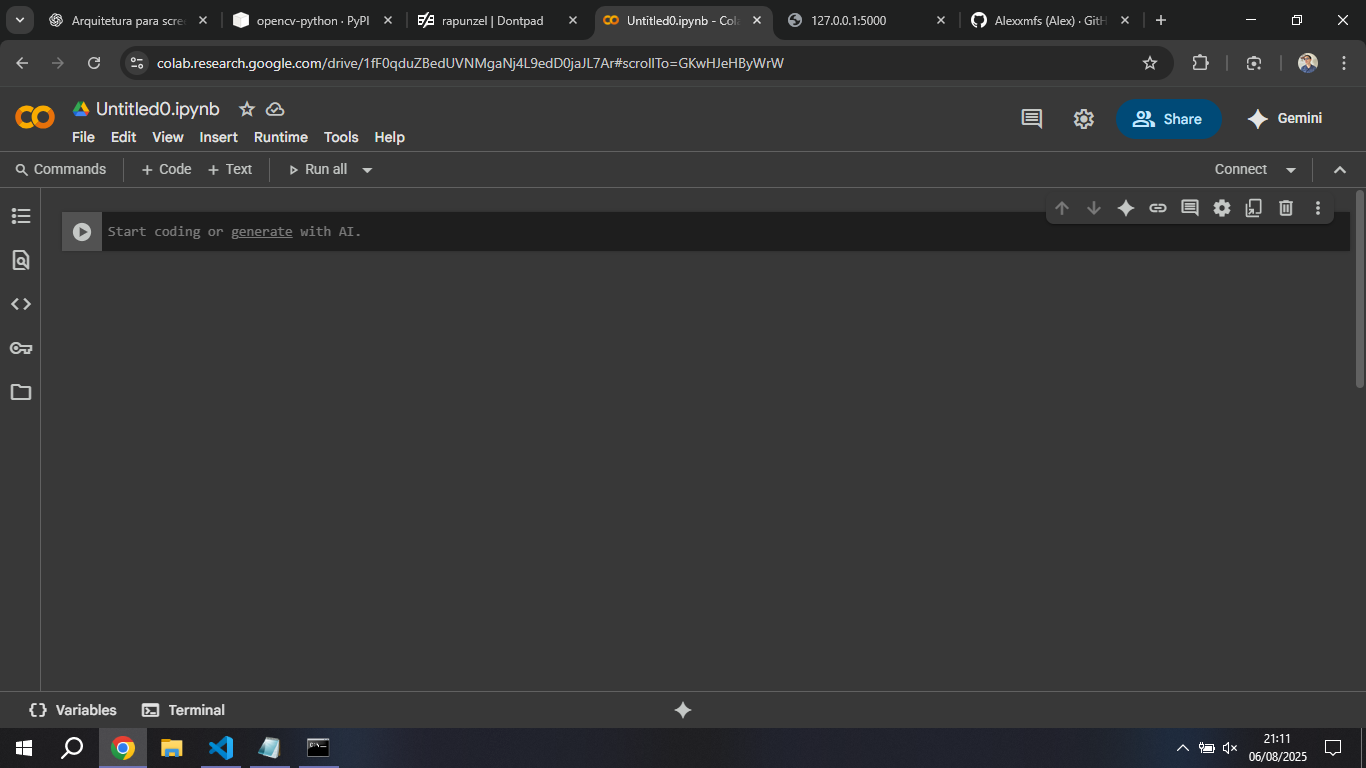 Arquitetura para scree
opencv-python · PyPI
rapunzel | Dontpad
Untitled0.ipynb - Cola
127.0.0.1:5000
Alexxmfs (Alex) · GitH
colab.research.google.com/drive/1fF0qduZBedUVNMgaNj4L9edD0jaJL7Ar#scrollTo=GKwHJeHByWrW
Untitled0.ipynb
File Edit View Insert Runtime Tools Help
Share
Gemini
Commands + Code + Text Run all
Connect
Start coding or generate with AI.
Variables Terminal
21:11
06/08/2025